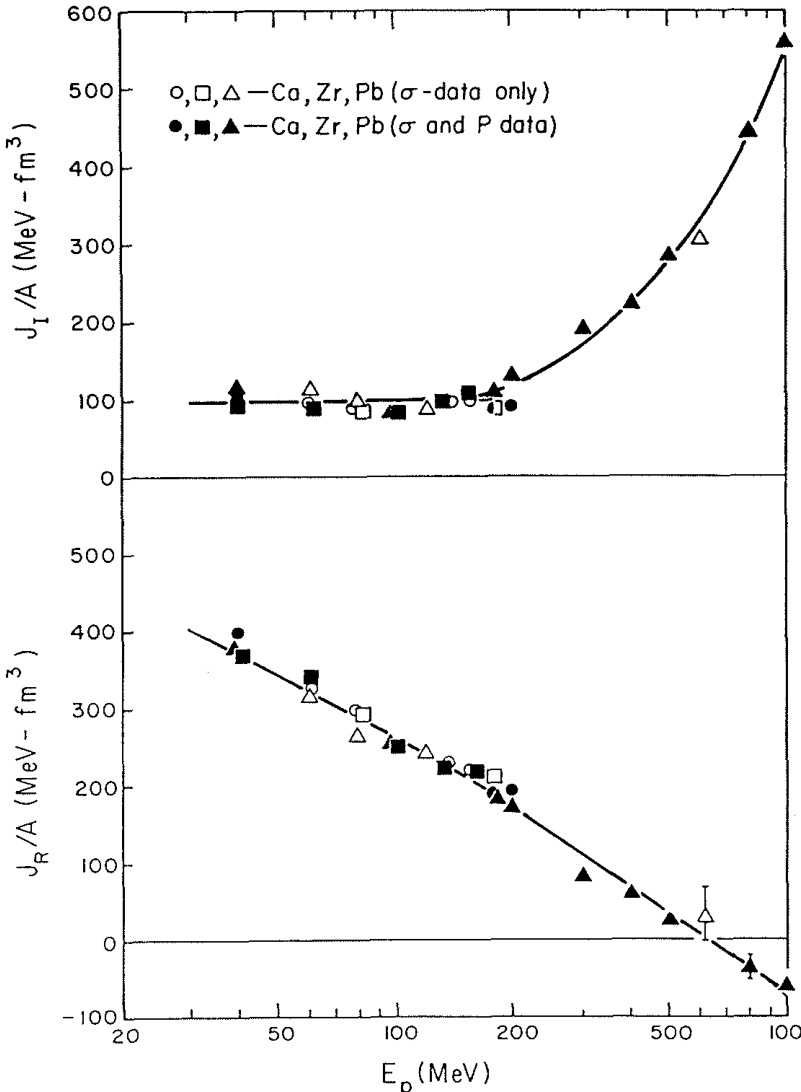 600
500
400
300
200
100
0
J_I/A (MeV - fm³)
○,□,△—Ca, Zr, Pb (σ-data only)
●,■,▲—Ca, Zr, Pb (σ and P data)
500
400
300
200
100
0
-100
J_R/A (MeV - fm³)
20 50 100 200 500 100
E_p (MeV)